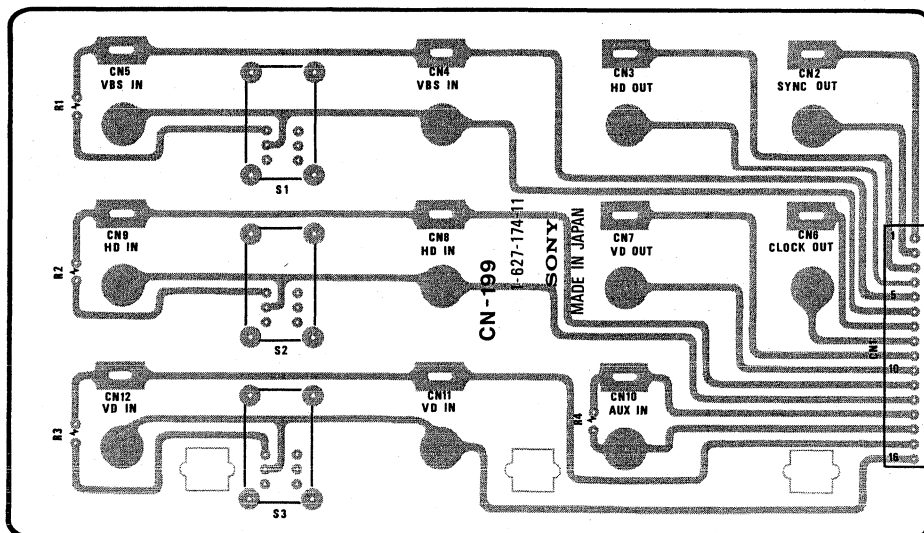 CN5
VBS IN
CN4
VBS IN
CN3
HD OUT
CN2
SYNC OUT
R1
S1
CN9
HD IN
CN8
HD IN
CN7
VD OUT
CN6
CLOCK OUT
R2
S2
CN-199
1-627-174-11
SONY
MADE IN JAPAN
1
5
CN1
10
16
CN12
VD IN
CN11
VD IN
CN10
AUX IN
R3
R4
S3